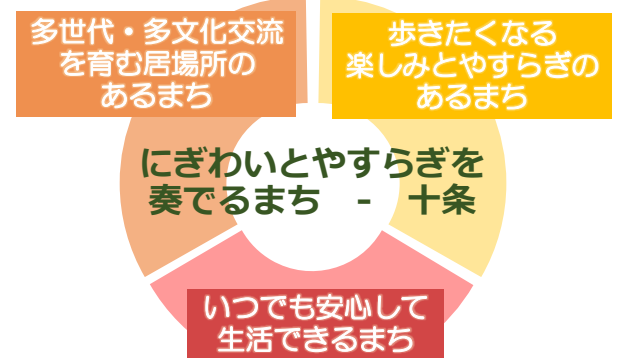 多世代・多文化交流
を育む居場所の
あるまち
歩きたくなる
楽しみとやすらぎの
あるまち
にぎわいとやすらぎを
奏でるまち　-　十条
いつでも安心して
生活できるまち